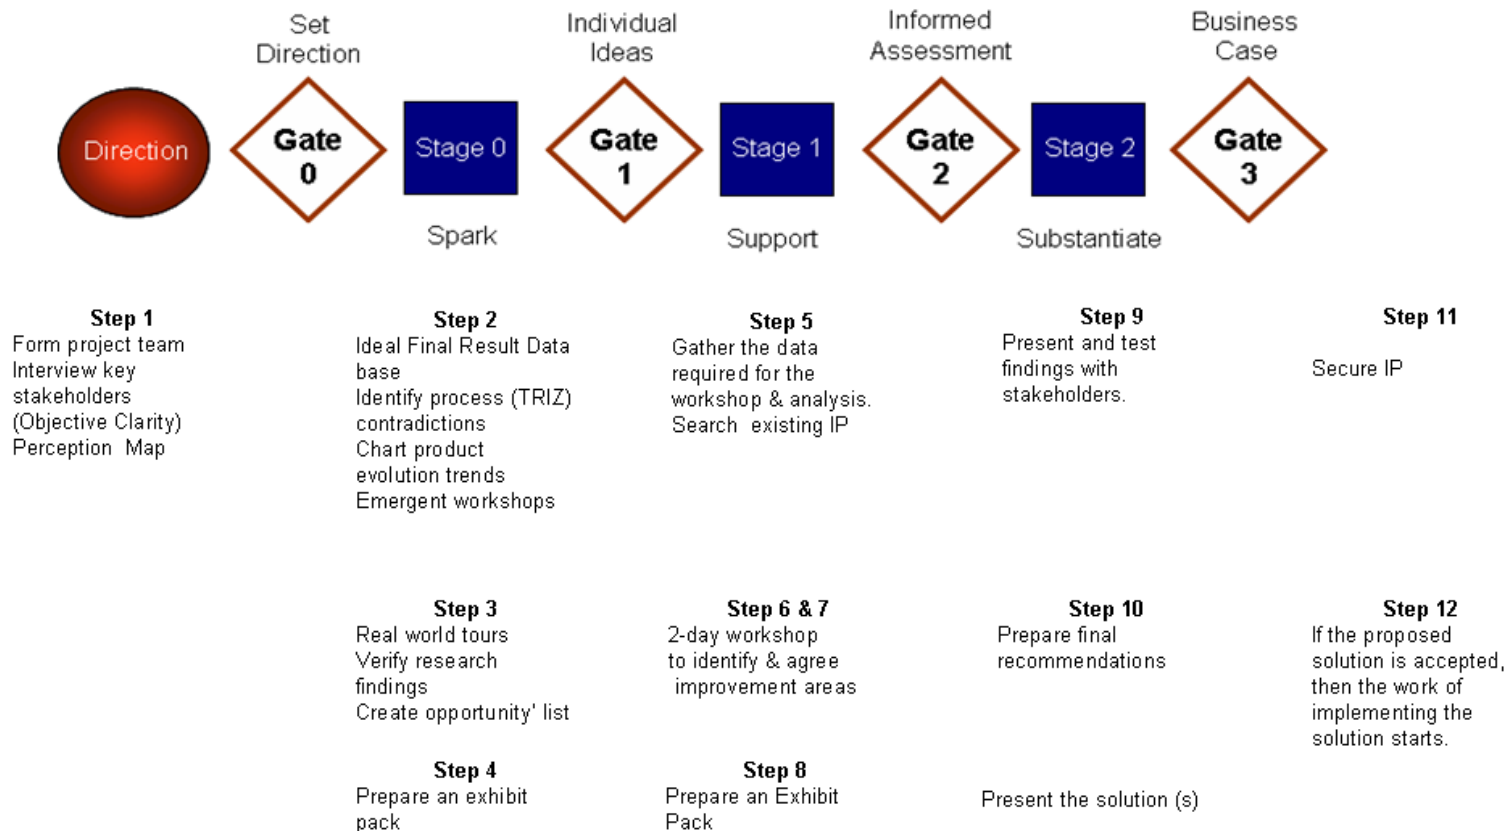 Set
Direction
Individual
Ideas
Informed
Assessment
Business
Case
Direction
Gate
0
Stage 0
Gate
1
Stage 1
Gate
2
Stage 2
Gate
3
Spark
Support
Substantiate
Step 1
Form project team
Interview key
stakeholders
(Objective Clarity)
Perception Map
Step 2
Ideal Final Result Data
base
Identify process (TRIZ)
contradictions
Chart product
evolution trends
Emergent workshops
Step 5
Gather the data
required for the
workshop & analysis.
Search existing IP
Step 9
Present and test
findings with
stakeholders.
Step 11
Secure IP
Step 3
Real world tours
Verify research
findings
Create opportunity' list
Step 6 & 7
2-day workshop
to identify & agree
improvement areas
Step 10
Prepare final
recommendations
Step 12
If the proposed
solution is accepted,
then the work of
implementing the
solution starts.
Step 4
Prepare an exhibit
pack
Step 8
Prepare an Exhibit
Pack
Present the solution (s)